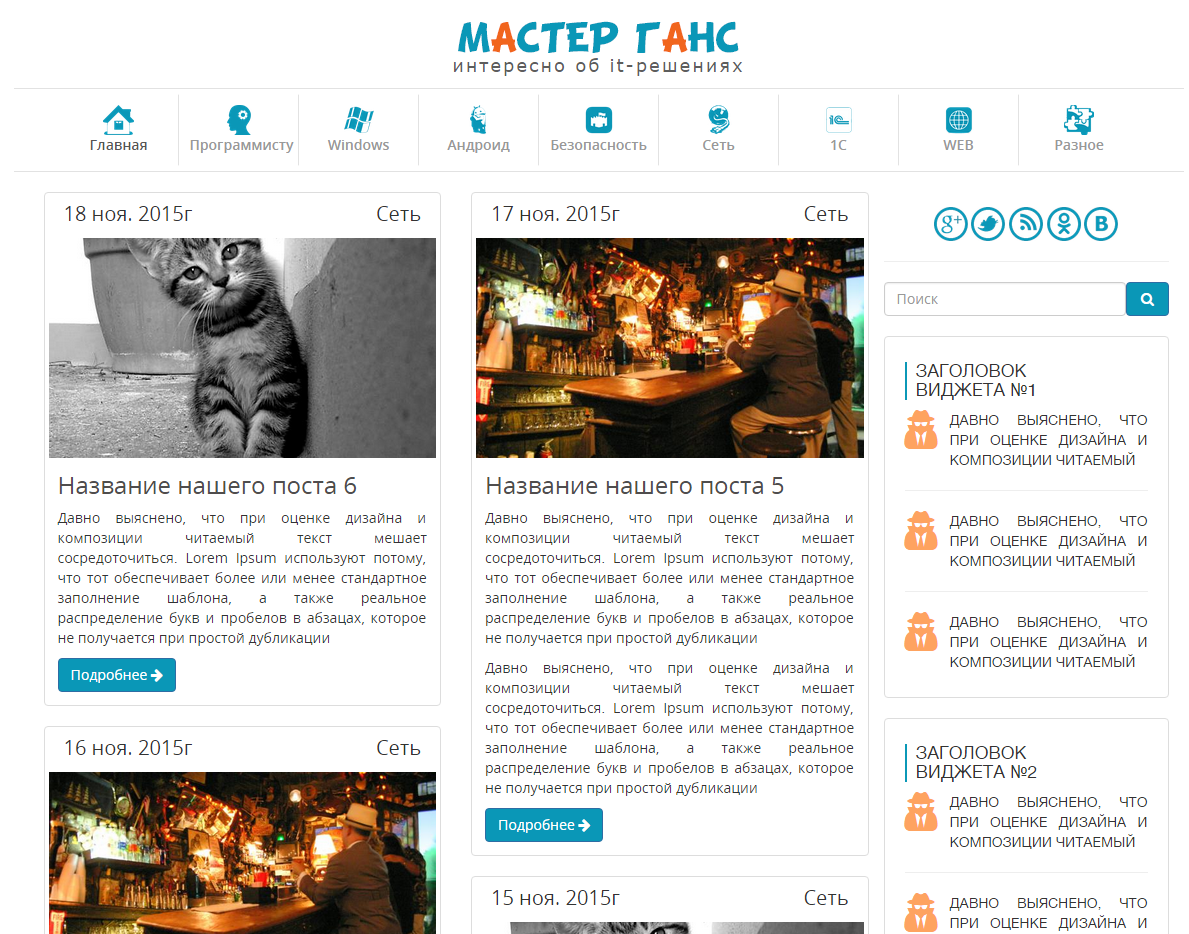 МАСТЕР ГАНС
интересно об it-решениях
Главная
Программисту
Windows
Андроид
Безопасность
Сеть
1С
WEB
Разное
18 ноя. 2015г Сеть
Название нашего поста 6
Давно выяснено, что при оценке дизайна и
композиции читаемый текст мешает
сосредоточиться. Lorem Ipsum используют потому,
что тот обеспечивает более или менее стандартное
заполнение шаблона, а также реальное
распределение букв и пробелов в абзацах, которое
не получается при простой дубликации
Подробнее
16 ноя. 2015г Сеть
17 ноя. 2015г Сеть
Название нашего поста 5
Давно выяснено, что при оценке дизайна и
композиции читаемый текст мешает
сосредоточиться. Lorem Ipsum используют потому,
что тот обеспечивает более или менее стандартное
заполнение шаблона, а также реальное
распределение букв и пробелов в абзацах, которое
не получается при простой дубликации
Давно выяснено, что при оценке дизайна и
композиции читаемый текст мешает
сосредоточиться. Lorem Ipsum используют потому,
что тот обеспечивает более или менее стандартное
заполнение шаблона, а также реальное
распределение букв и пробелов в абзацах, которое
не получается при простой дубликации
Подробнее
15 ноя. 2015г Сеть
Поиск
ЗАГОЛОВОК
ВИДЖЕТА №1
ДАВНО ВЫЯСНЕНО, ЧТО
ПРИ ОЦЕНКЕ ДИЗАЙНА И
КОМПОЗИЦИИ ЧИТАЕМЫЙ
ДАВНО ВЫЯСНЕНО, ЧТО
ПРИ ОЦЕНКЕ ДИЗАЙНА И
КОМПОЗИЦИИ ЧИТАЕМЫЙ
ДАВНО ВЫЯСНЕНО, ЧТО
ПРИ ОЦЕНКЕ ДИЗАЙНА И
КОМПОЗИЦИИ ЧИТАЕМЫЙ
ЗАГОЛОВОК
ВИДЖЕТА №2
ДАВНО ВЫЯСНЕНО, ЧТО
ПРИ ОЦЕНКЕ ДИЗАЙНА И
КОМПОЗИЦИИ ЧИТАЕМЫЙ
ДАВНО ВЫЯСНЕНО, ЧТО
ПРИ ОЦЕНКЕ ДИЗАЙНА И